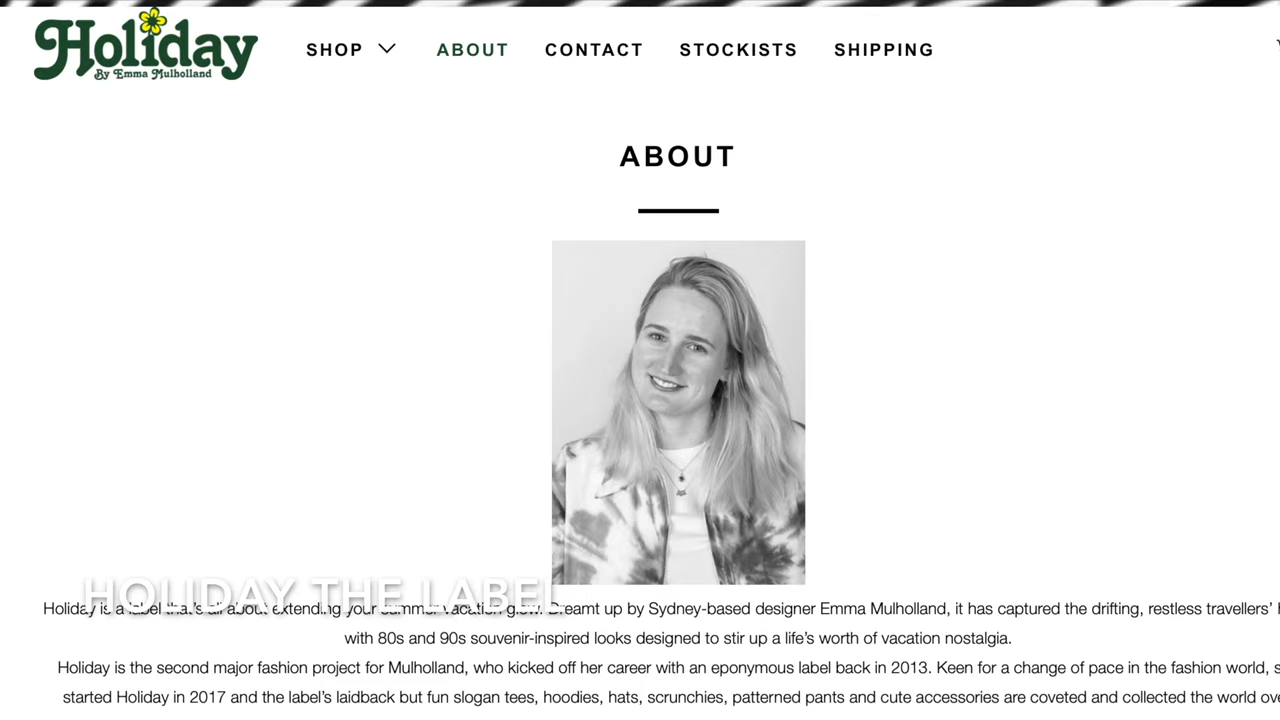 Holiday
By Emma Mulholland
SHOP
ABOUT
CONTACT
STOCKISTS
SHIPPING
ABOUT
HOLIDAY THE LABEL
Holiday is a label that's all about extending your summer vacation glow. Dreamt up by Sydney-based designer Emma Mulholland, it has captured the drifting, restless travellers'
with 80s and 90s souvenir-inspired looks designed to stir up a life's worth of vacation nostalgia.
Holiday is the second major fashion project for Mulholland, who kicked off her career with an eponymous label back in 2013. Keen for a change of pace in the fashion world,
started Holiday in 2017 and the label's laidback but fun slogan tees, hoodies, hats, scrunchies, patterned pants and cute accessories are coveted and collected the world